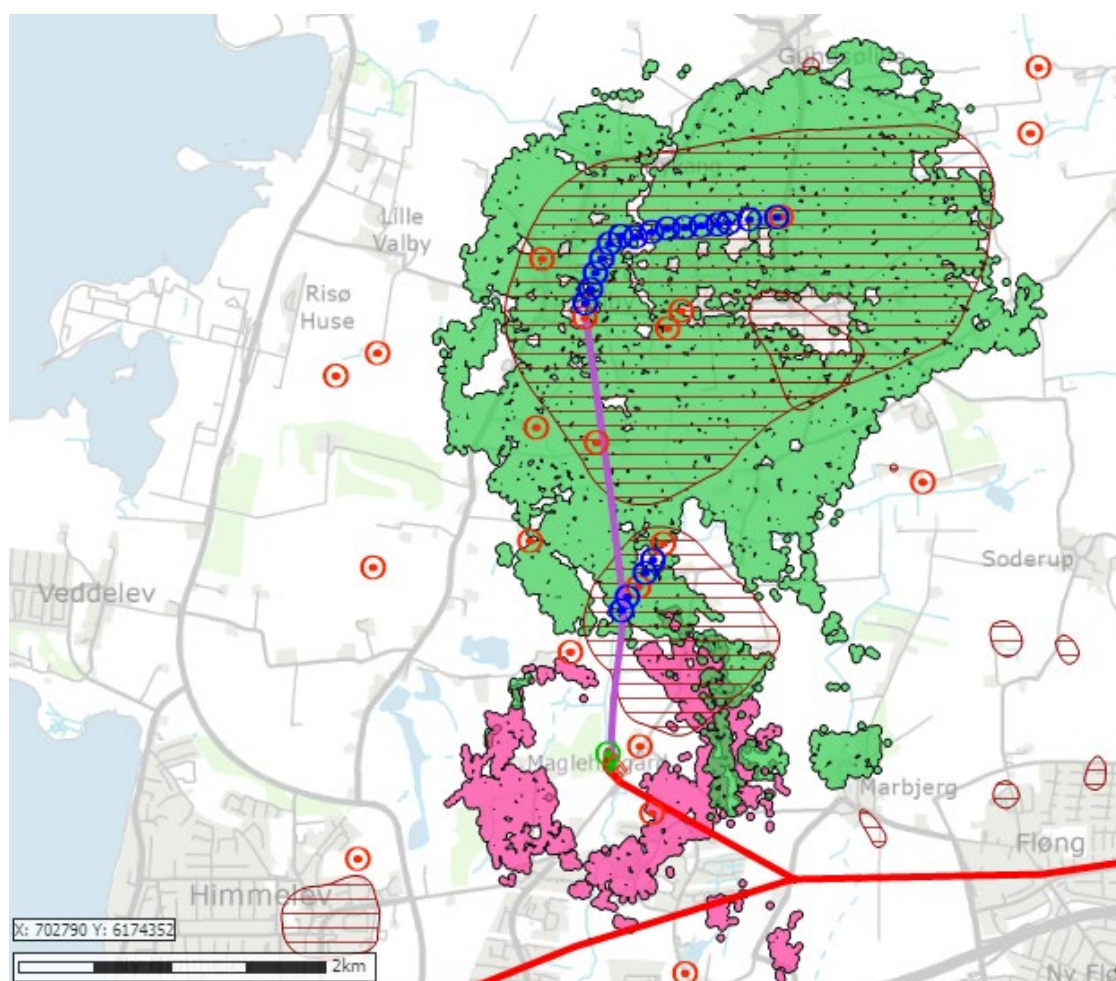 Lille
Valby
Risø
Huse
Veddelev
Soderup
Marbjerg
Fløng
Himmelev
X: 702790 Y: 6174352
2km